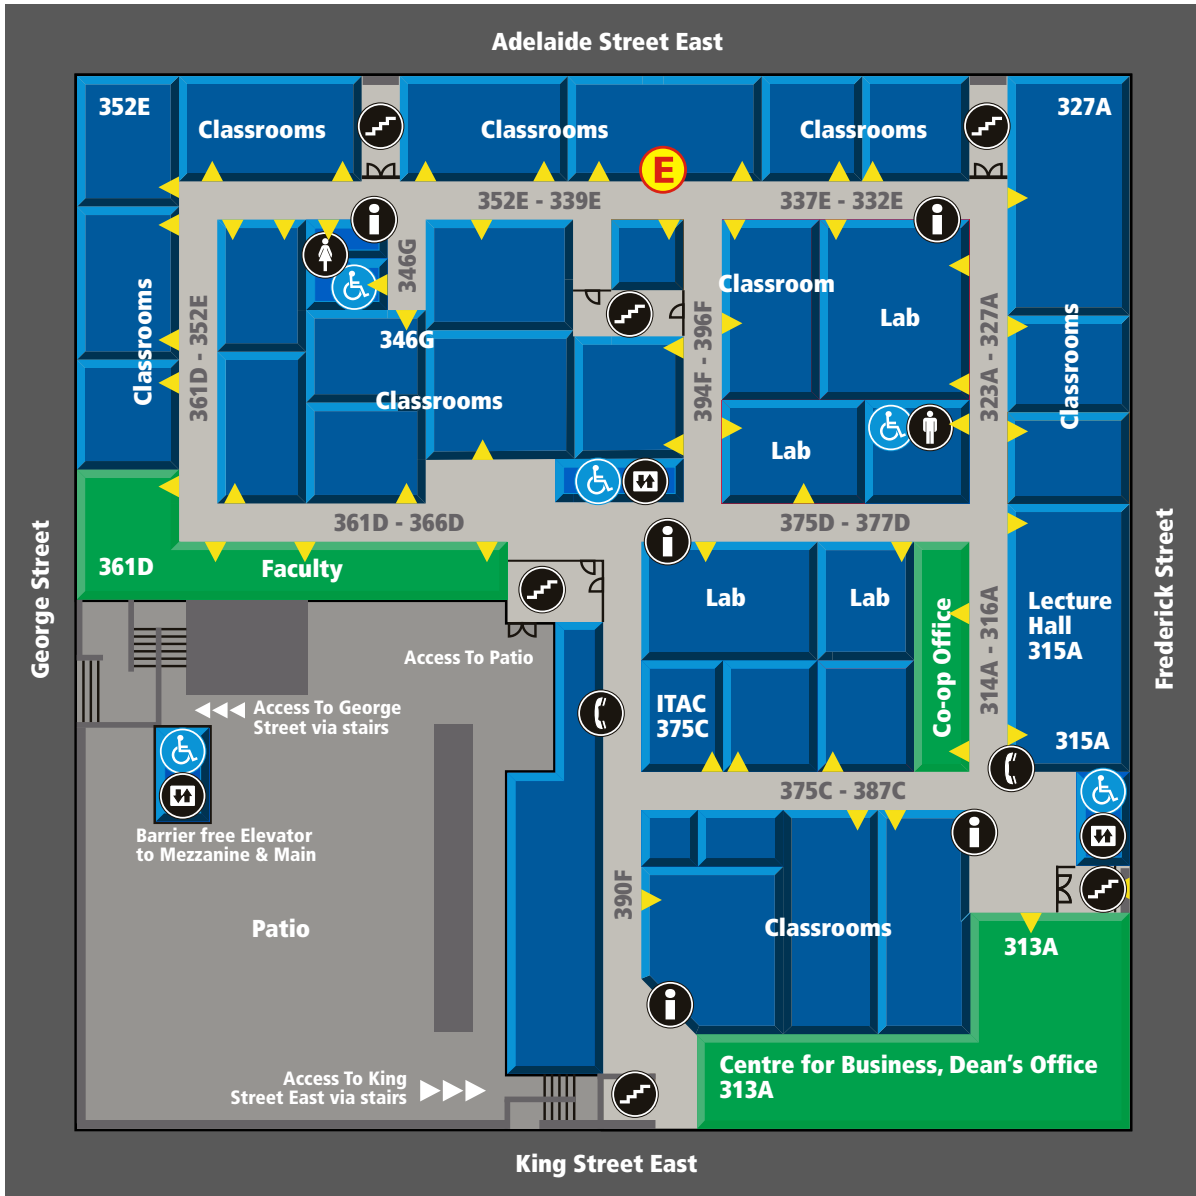 Adelaide Street East
352E
Classrooms
Classrooms
Classrooms
327A
E
352E - 339E
337E - 332E
346G
Classrooms
361D - 352E
346G
Classrooms
394F - 396F
Classroom
Lab
Lab
323A - 327A
Classrooms
361D - 366D
375D - 377D
George Street
361D
Faculty
Lab
Lab
Co-op Office
314A - 316A
Lecture
Hall
315A
315A
Frederick Street
Access To Patio
Access To George
Street via stairs
ITAC
375C
375C - 387C
Barrier free Elevator
to Mezzanine & Main
Patio
390F
Classrooms
313A
Centre for Business, Dean's Office
313A
Access To King
Street East via stairs
King Street East